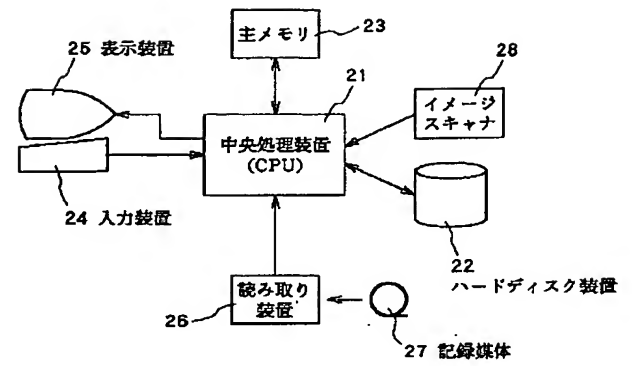 主メモリ
23
25 表示装置
28
21
イメージ
スキャナ
中央処理装置
(CPU)
24 入力装置
22
ハードディスク装置
読み取り
装置
26
27 記録媒体